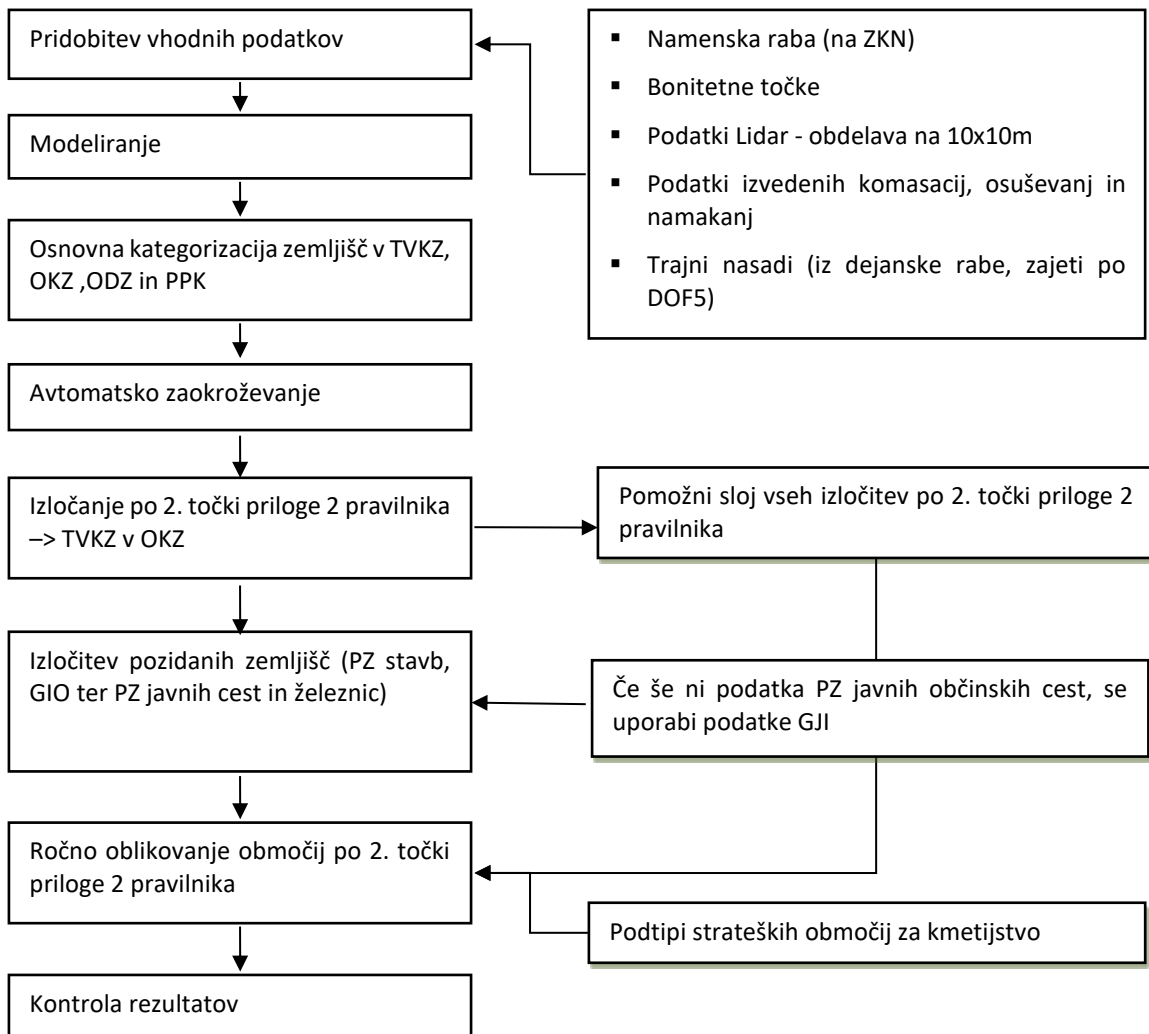 Pridobitev vhodnih podatkov
▪ Namenska raba (na ZKN)
▪ Bonitetne točke
▪ Podatki Lidar - obdelava na 10x10m
▪ Podatki izvedenih komasacij, osuševanj in
namakanj
▪ Trajni nasadi (iz dejanske rabe, zajeti po
DOF5)
Modeliranje
Osnovna kategorizacija zemljišč v TVKZ,
OKZ ,ODZ in PPK
Avtomatsko zaokroževanje
Izločanje po 2. točki priloge 2 pravilnika
–> TVKZ v OKZ
Pomožni sloj vseh izločitev po 2. točki priloge 2
pravilnika
Izločitev pozidanih zemljišč (PZ stavb,
GIO ter PZ javnih cest in železnic)
Če še ni podatka PZ javnih občinskih cest, se
uporabi podatke GJI
Ročno oblikovanje območij po 2. točki
priloge 2 pravilnika
Podtipi strateških območij za kmetijstvo
Kontrola rezultatov